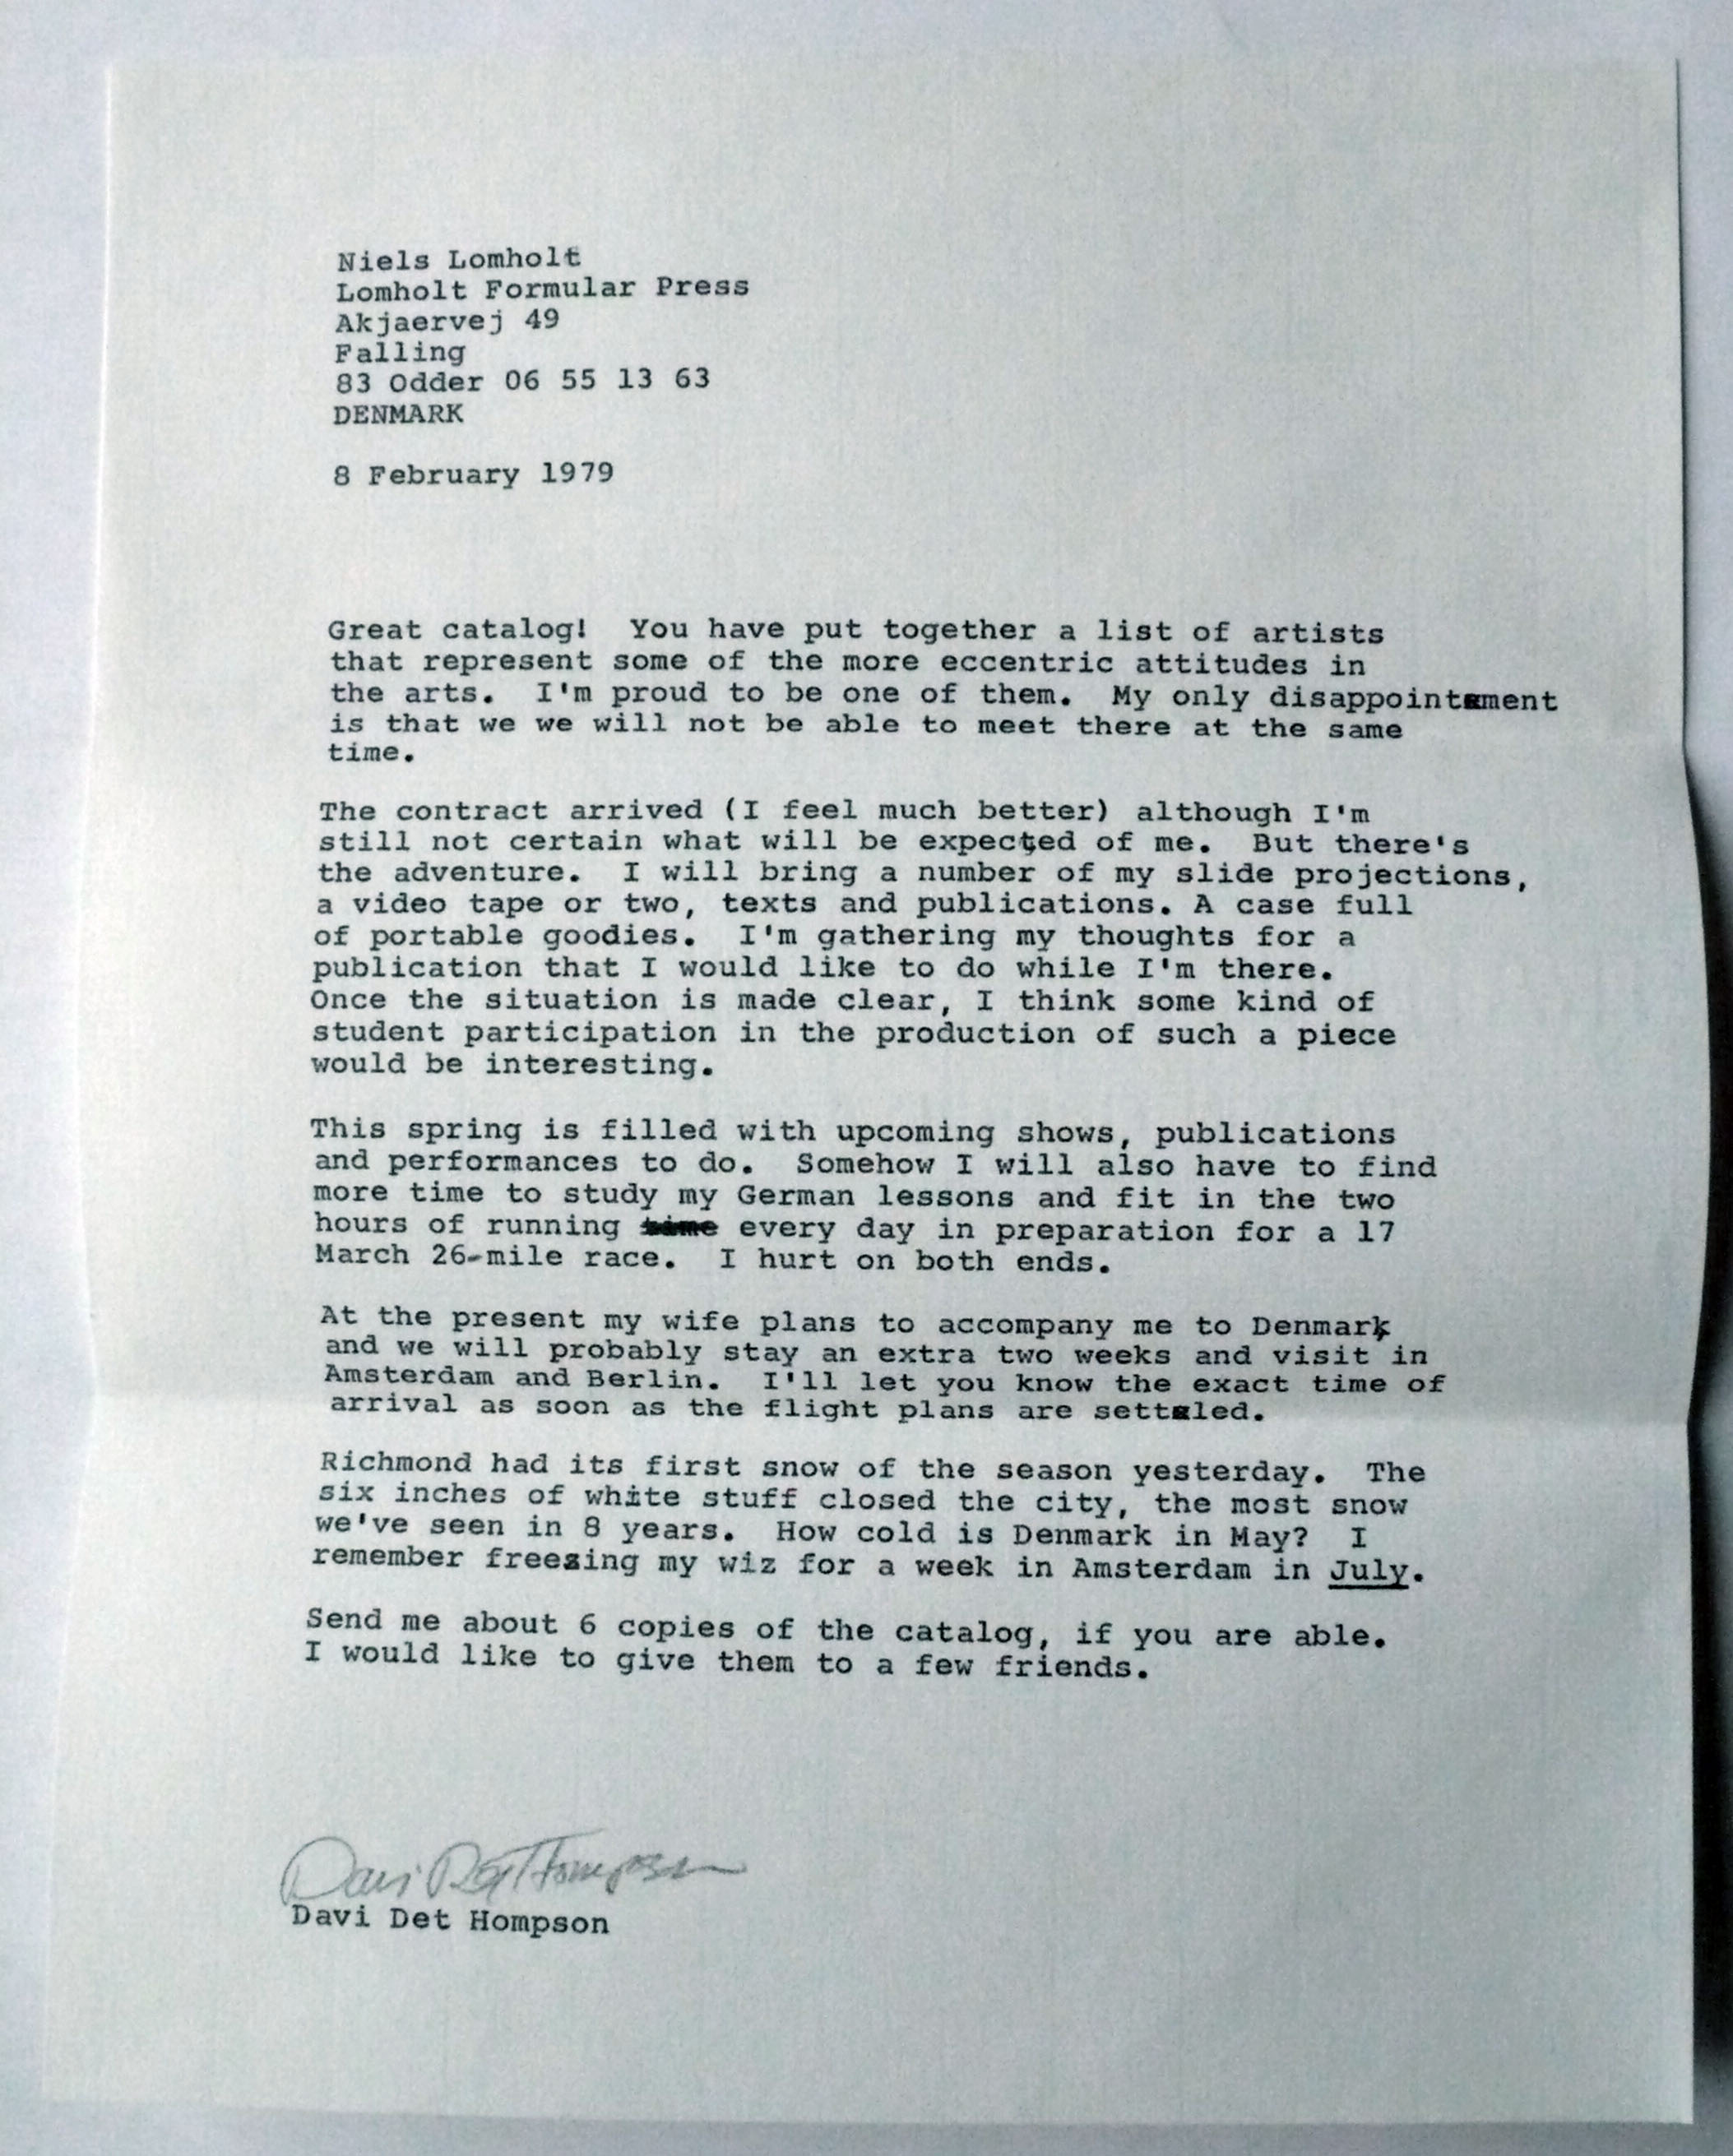 Niels Lomholt
Lomholt Formular Press
Akjaervej 49
Falling
83 Odder 06 55 13 63
DENMARK
8 February 1979
Great catalog!  You have put together a list of artists
that represent some of the more eccentric attitudes in
the arts.  I'm proud to be one of them.  My only disappointment
is that we we will not be able to meet there at the same
time.
The contract arrived (I feel much better) although I'm
still not certain what will be expected of me.  But there's
the adventure.  I will bring a number of my slide projections,
a video tape or two, texts and publications. A case full
of portable goodies.  I'm gathering my thoughts for a
publication that I would like to do while I'm there.
Once the situation is made clear, I think some kind of
student participation in the production of such a piece
would be interesting.
This spring is filled with upcoming shows, publications
and performances to do.  Somehow I will also have to find
more time to study my German lessons and fit in the two
hours of running time every day in preparation for a 17
March 26-mile race.  I hurt on both ends.
At the present my wife plans to accompany me to Denmark
and we will probably stay an extra two weeks and visit in
Amsterdam and Berlin.  I'll let you know the exact time of
arrival as soon as the flight plans are settled.
Richmond had its first snow of the season yesterday.  The
six inches of white stuff closed the city, the most snow
we've seen in 8 years.  How cold is Denmark in May?  I
remember freezing my wiz for a week in Amsterdam in July.
Send me about 6 copies of the catalog, if you are able.
I would like to give them to a few friends.
Davi Det Hompson
Davi Det Hompson